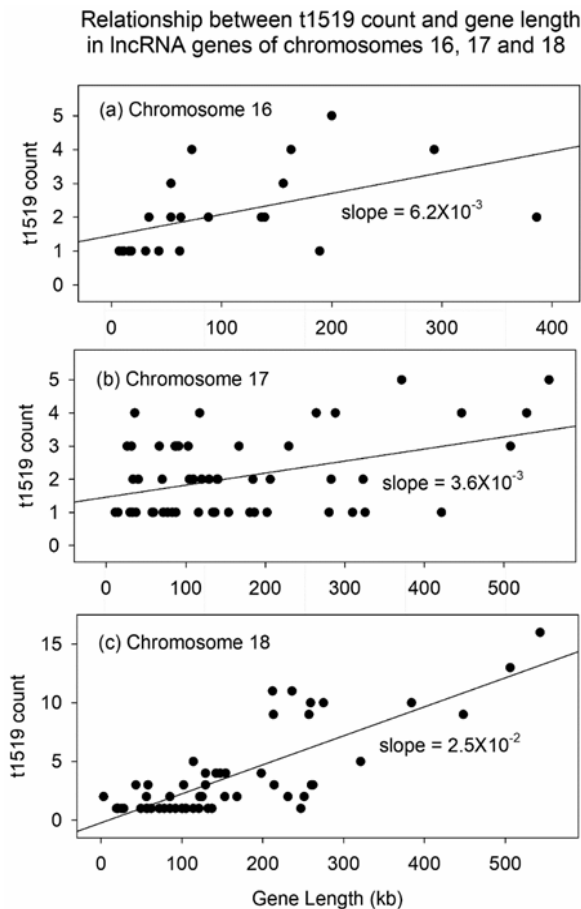 Relationship between t1519 count and gene length
in lncRNA genes of chromosomes 16, 17 and 18
(a) Chromosome 16
5
4
3
2
1
0
t1519 count
slope = 6.2X10⁻³
0 100 200 300 400
(b) Chromosome 17
5
4
3
2
1
0
t1519 count
slope = 3.6X10⁻³
0 100 200 300 400 500
(c) Chromosome 18
15
10
5
0
t1519 count
slope = 2.5X10⁻²
0 100 200 300 400 500
Gene Length (kb)